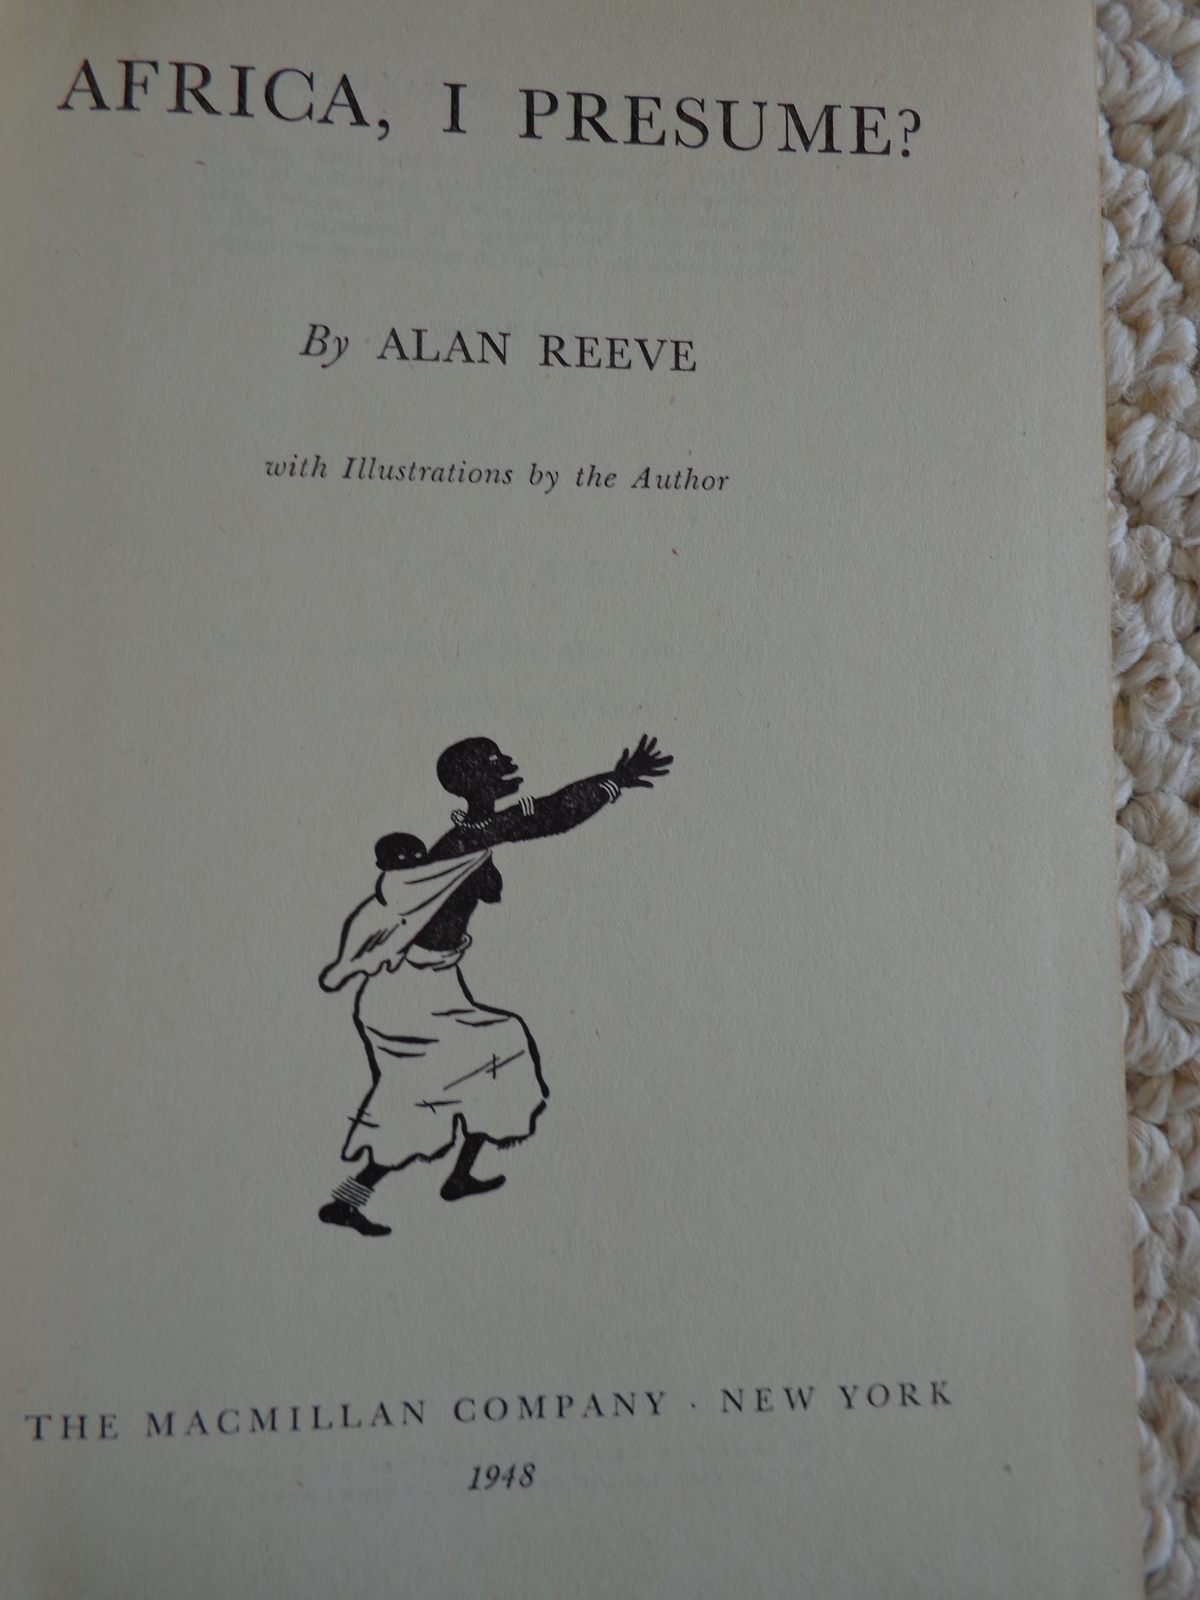 AFRICA, I PRESUME?
By ALAN REEVE
with Illustrations by the Author
THE MACMILLAN COMPANY · NEW YORK
1948